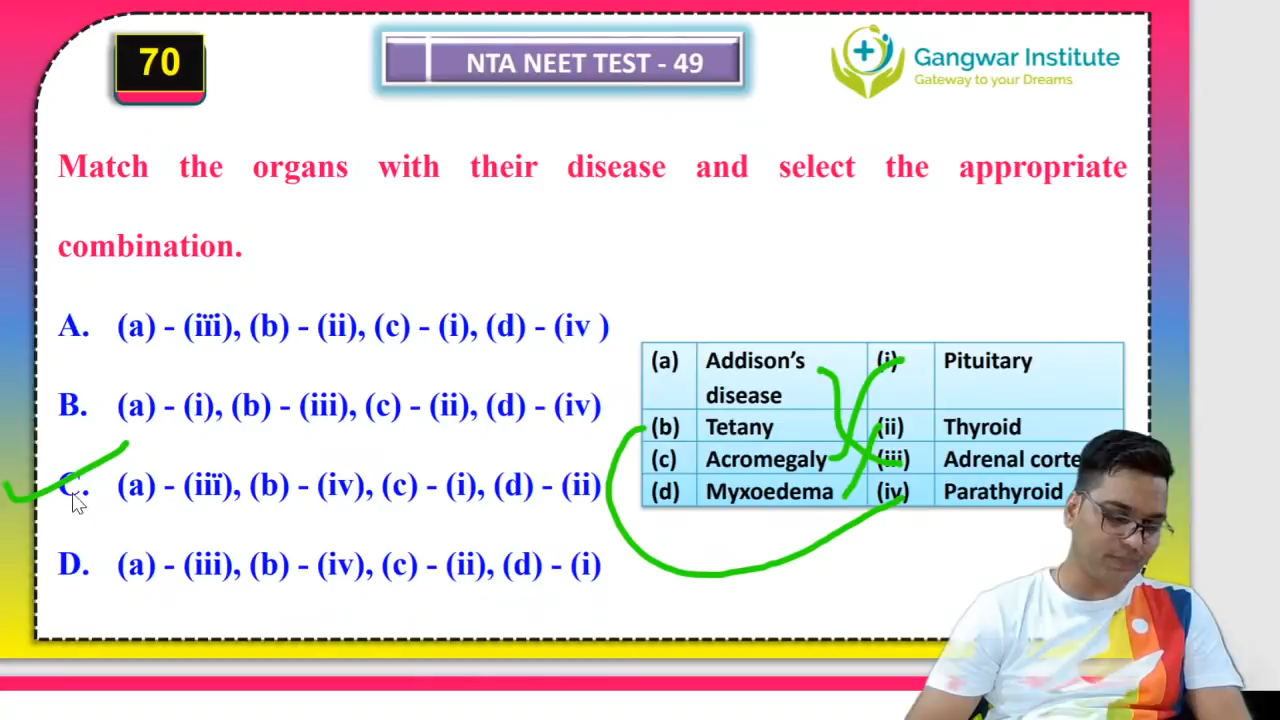 70
NTA NEET TEST - 49
Gangwar Institute
Gateway to your Dreams
Match the organs with their disease and select the appropriate
combination.
A. (a) - (iïi), (b) - (ii), (c) - (i), (d) - (iv )
B. (a) - (i), (b) - (iii), (c) - (ii), (d) - (iv)
C. (a) - (iiï), (b) - (iv), (c) - (i), (d) - (ii)
D. (a) - (iii), (b) - (iv), (c) - (ii), (d) - (i)
(a) Addison's disease (i) Pituitary
(b) Tetany (ii) Thyroid
(c) Acromegaly (iii) Adrenal corte
(d) Myxoedema (iv) Parathyroid